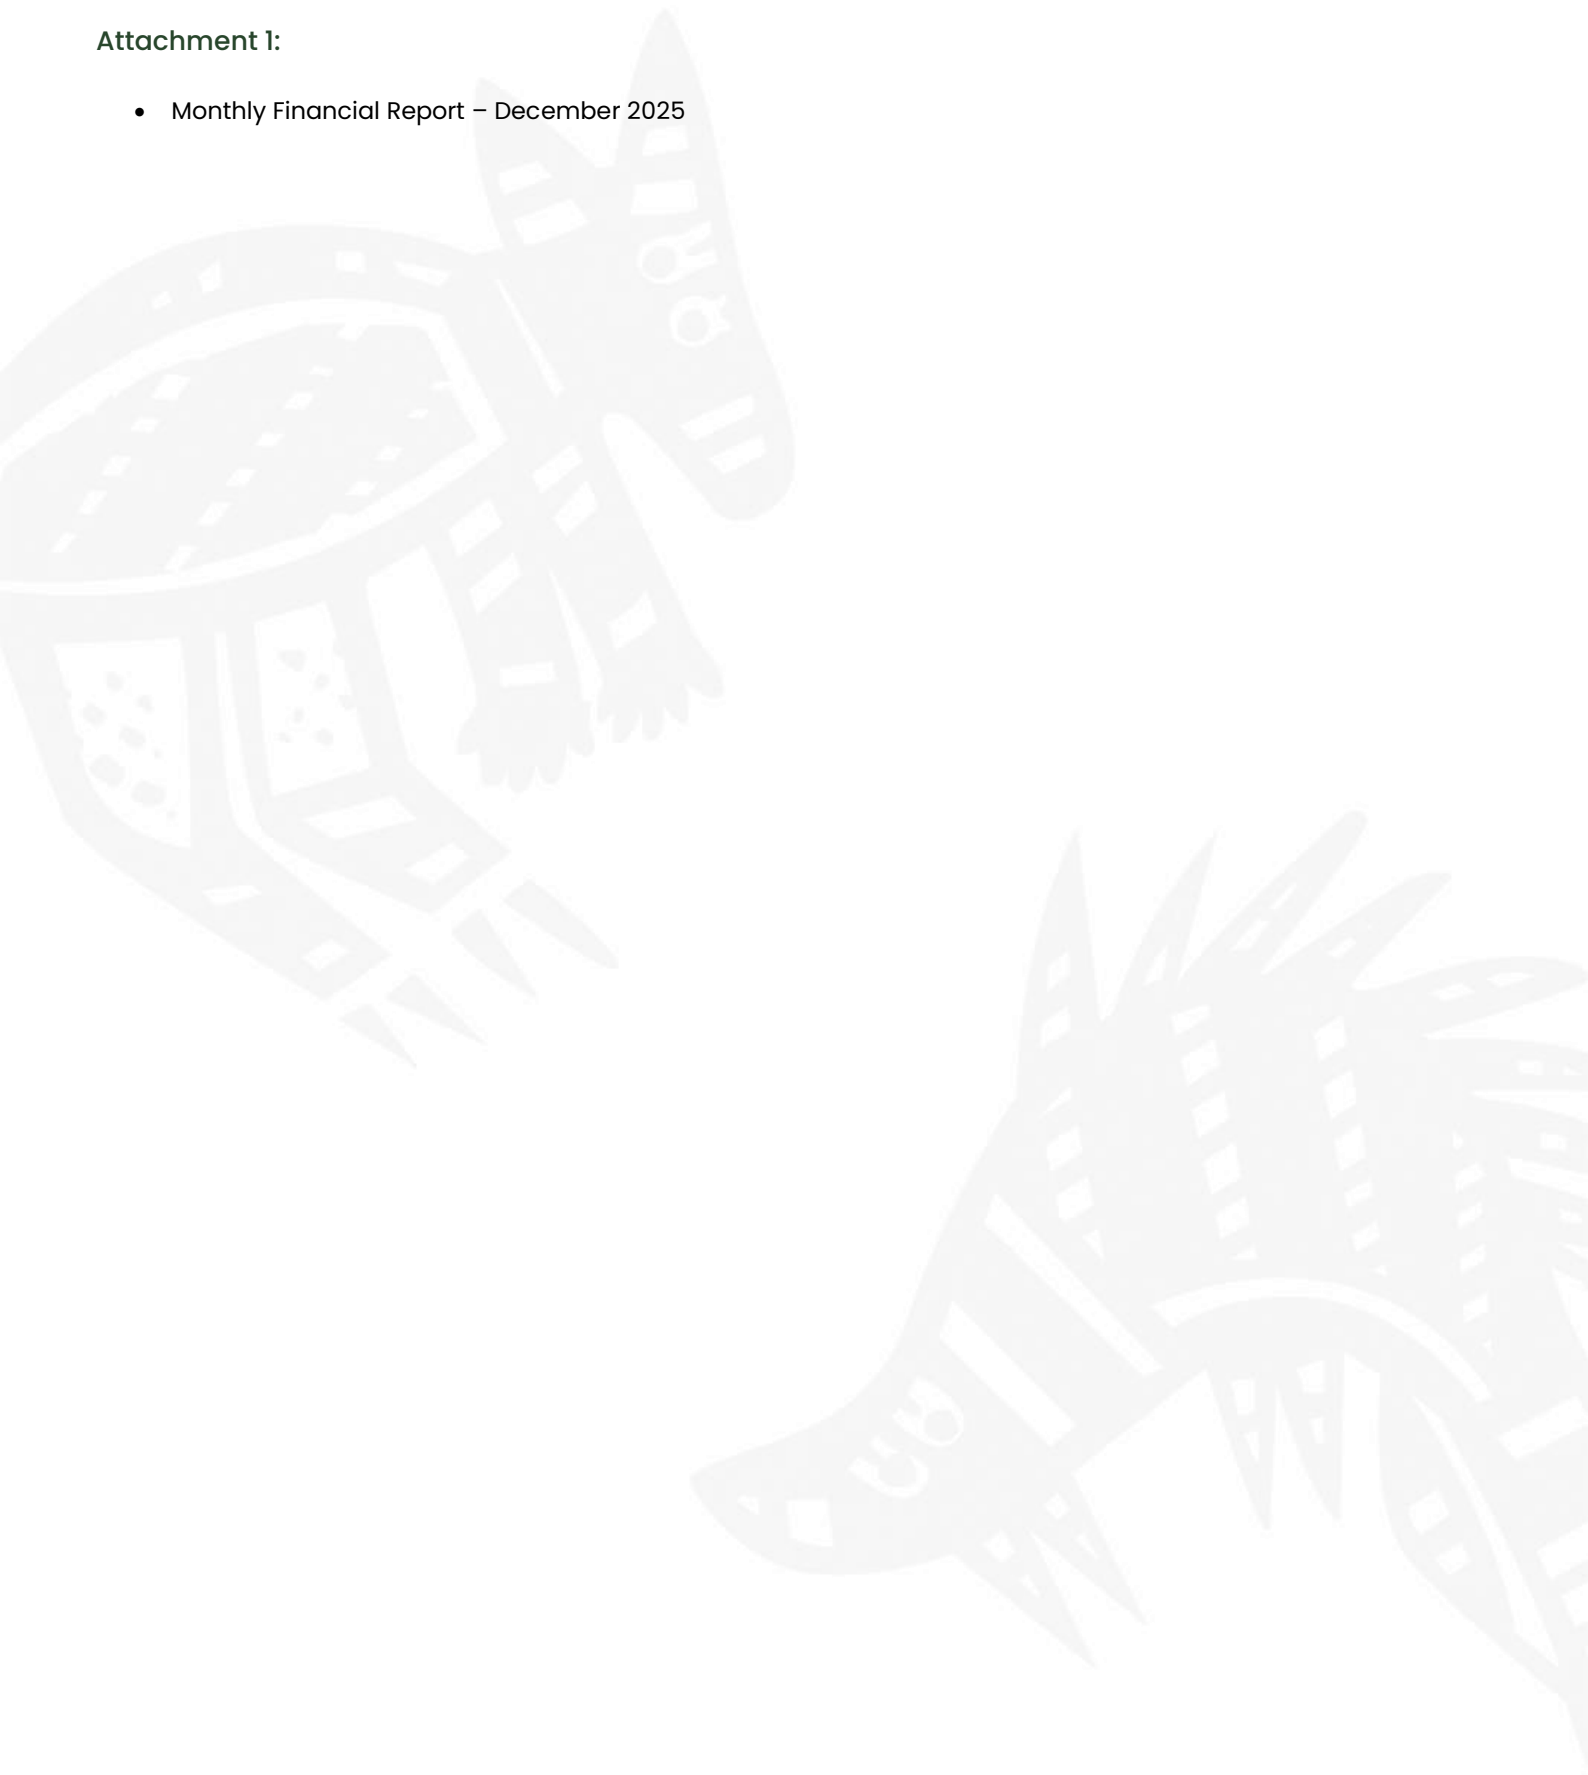 Attachment 1:
• Monthly Financial Report – December 2025